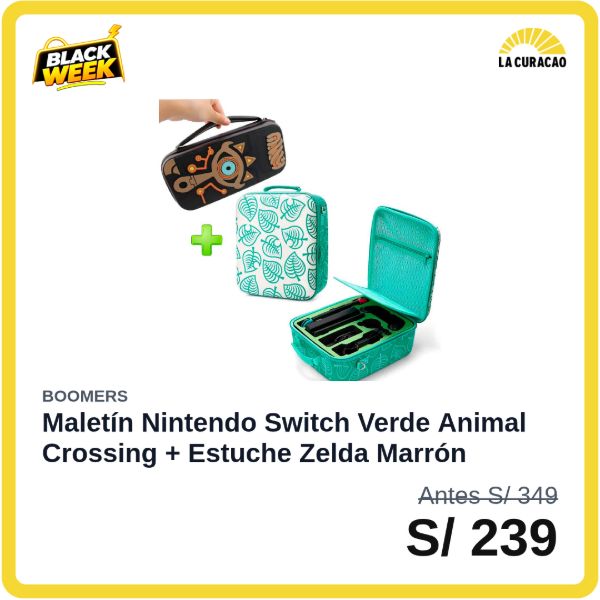 BLACK
WEEK
LA CURACAO
BOOMERS
Maletín Nintendo Switch Verde Animal
Crossing + Estuche Zelda Marrón
Antes S/ 349
S/ 239